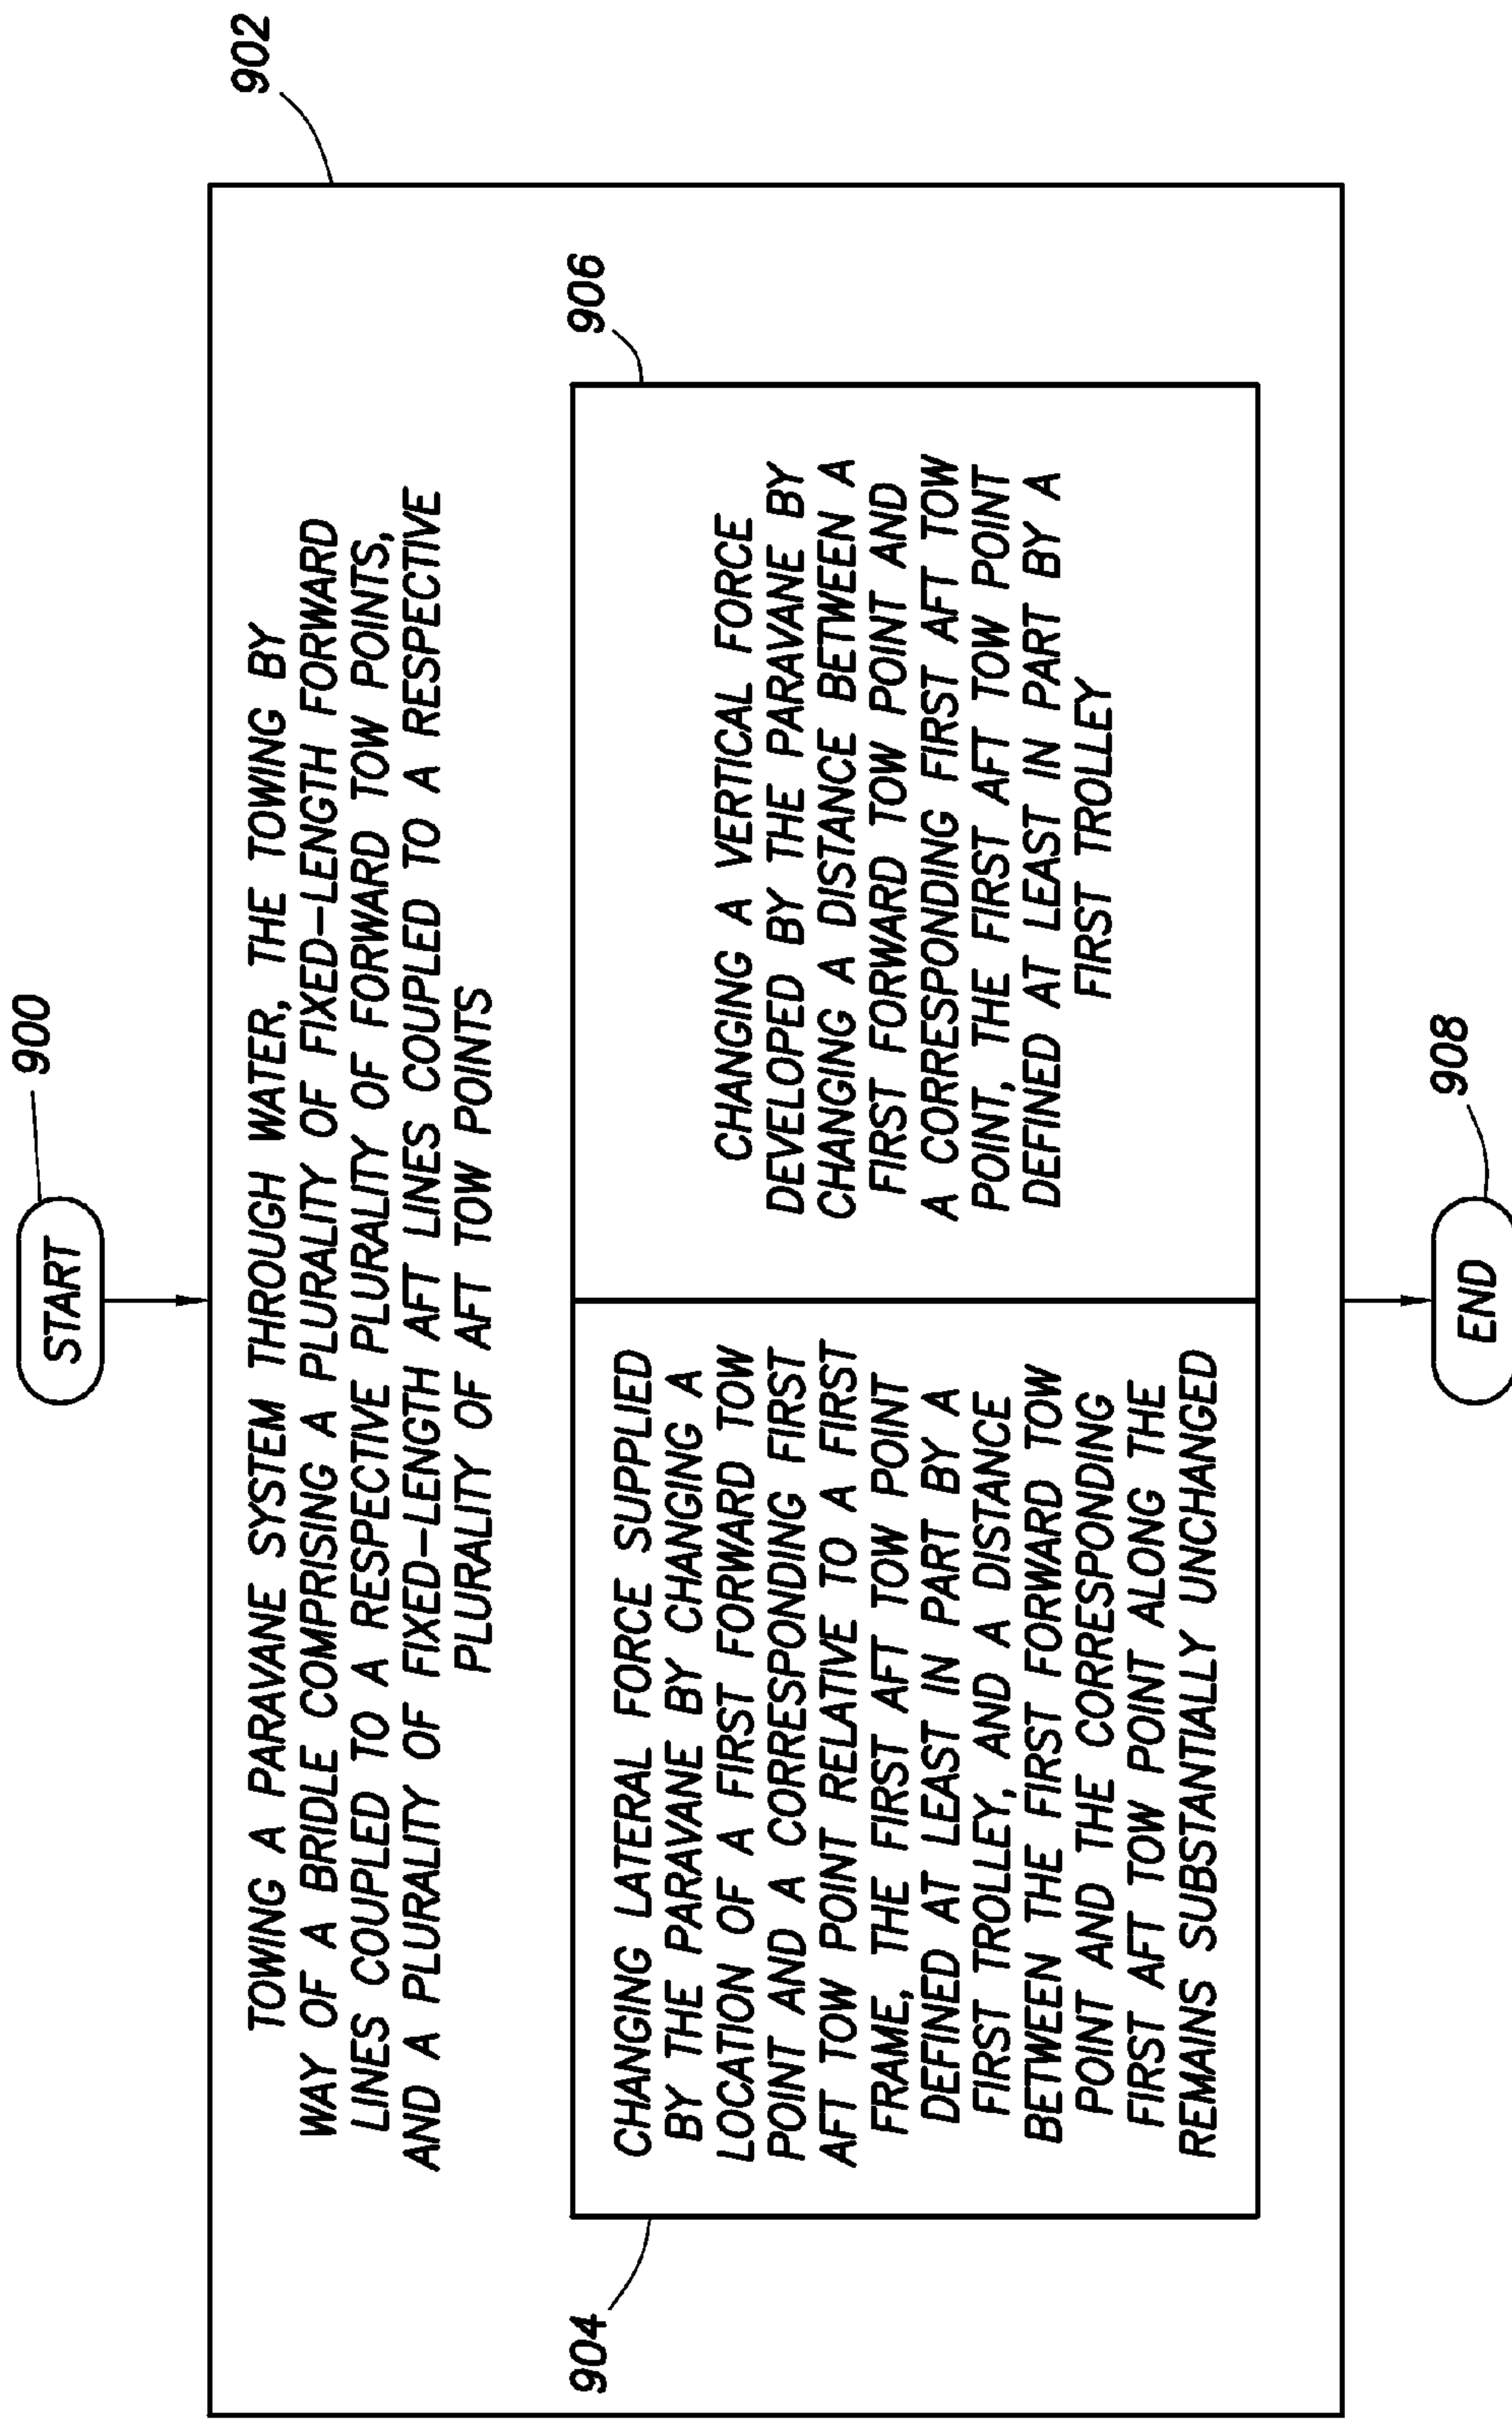 START
900
902
TOWING A PARAVANE SYSTEM THROUGH WATER, THE TOWING BY
WAY OF A BRIDLE COMPRISING A PLURALITY OF FIXED-LENGTH FORWARD
LINES COUPLED TO A RESPECTIVE PLURALITY OF FORWARD TOW POINTS,
AND A PLURALITY OF FIXED-LENGTH AFT LINES COUPLED TO A RESPECTIVE
PLURALITY OF AFT TOW POINTS
904
CHANGING LATERAL FORCE SUPPLIED
BY THE PARAVANE BY CHANGING A
LOCATION OF A FIRST FORWARD TOW
POINT AND A CORRESPONDING FIRST
AFT TOW POINT RELATIVE TO A FIRST
FRAME, THE FIRST AFT TOW POINT
DEFINED AT LEAST IN PART BY A
FIRST TROLLEY, AND A DISTANCE
BETWEEN THE FIRST FORWARD TOW
POINT AND THE CORRESPONDING
FIRST AFT TOW POINT ALONG THE
REMAINS SUBSTANTIALLY UNCHANGED
906
CHANGING A VERTICAL FORCE
DEVELOPED BY THE PARAVANE BY
CHANGING A DISTANCE BETWEEN A
FIRST FORWARD TOW POINT AND
A CORRESPONDING FIRST AFT TOW
POINT, THE FIRST AFT TOW POINT
DEFINED AT LEAST IN PART BY A
FIRST TROLLEY
END
908